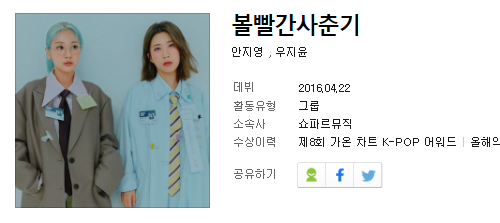 볼빨간사춘기
안지영 , 우지윤
데뷔 2016.04.22
활동유형 그룹
소속사 쇼파르뮤직
수상이력 제8회 가온 차트 K-POP 어워드 | 올해의
공유하기